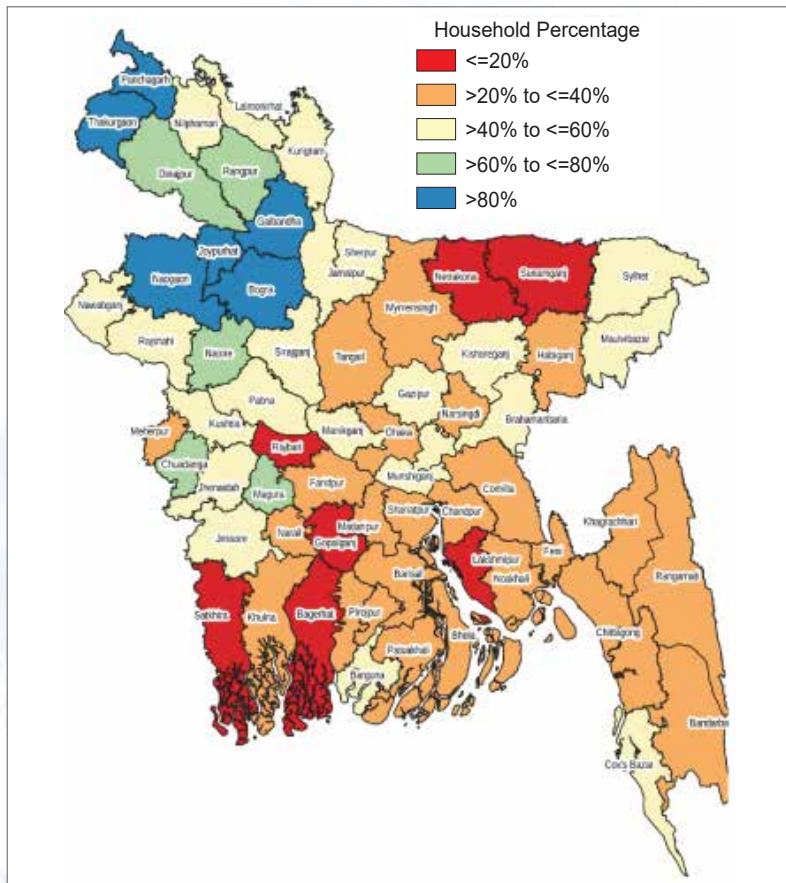 Household Percentage
<=20%
>20% to <=40%
>40% to <=60%
>60% to <=80%
>80%
Panchagarh
Thakurgaon
Nilphamari
Lalmonirhat
Dinajpur
Rangpur
Kurigram
Gaibandha
Joypurhat
Naogaon
Bogra
Sherpur
Jamalpur
Netrakona
Sunamganj
Sylhet
Mymensingh
Nawabganj
Rajshahi
Natore
Sirajganj
Tangail
Kishoreganj
Habiganj
Maulvibazar
Pabna
Gazipur
Narsingdi
Brahamanbaria
Meherpur
Kushtia
Manikganj
Dhaka
Rajbari
Chuadanga
Jhenaidah
Magura
Faridpur
Munshiganj
Comilla
Narail
Madaripur
Shariatpur
Chandpur
Khagrachhari
Jessore
Gopalganj
Lakshmipur
Feni
Noakhali
Rangamati
Satkhira
Khulna
Bagerhat
Pirojpur
Barisal
Patuakhali
Bhola
Chittagong
Barguna
Bandarba
Cox's Bazar